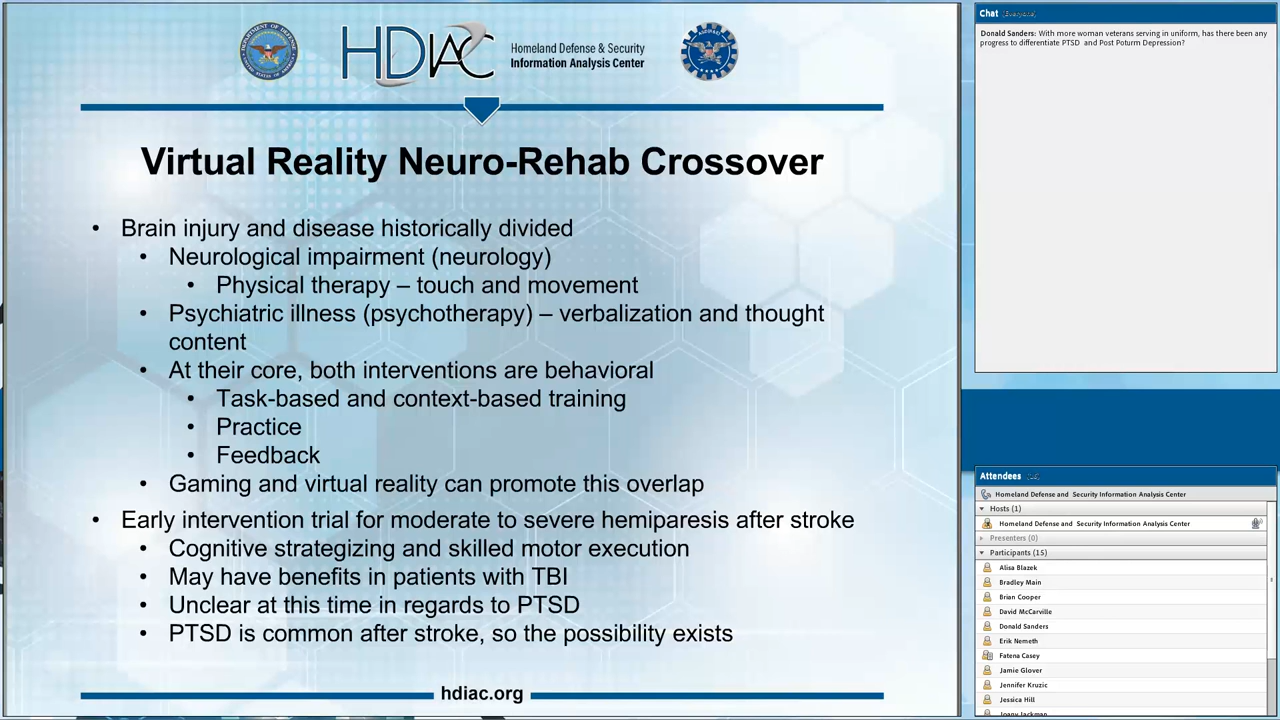 HDIAC
Homeland Defense & Security
Information Analysis Center
Virtual Reality Neuro-Rehab Crossover
• Brain injury and disease historically divided
• Neurological impairment (neurology)
• Physical therapy – touch and movement
• Psychiatric illness (psychotherapy) – verbalization and thought
content
• At their core, both interventions are behavioral
• Task-based and context-based training
• Practice
• Feedback
• Gaming and virtual reality can promote this overlap
• Early intervention trial for moderate to severe hemiparesis after stroke
• Cognitive strategizing and skilled motor execution
• May have benefits in patients with TBI
• Unclear at this time in regards to PTSD
• PTSD is common after stroke, so the possibility exists
hdiac.org
Chat (Everyone)
Donald Sanders: With more woman veterans serving in uniform, has there been any
progress to differentiate PTSD and Post Poturm Depression?
Attendees
Homeland Defense and Security Information Analysis Center
Hosts (1)
Homeland Defense and Security Information Analysis Center
Presenters (0)
Participants (15)
Alisa Blazek
Bradley Main
Brian Cooper
David McCarville
Donald Sanders
Erik Nemeth
Fatena Casey
Jamie Glover
Jennifer Kruzic
Jessica Hill